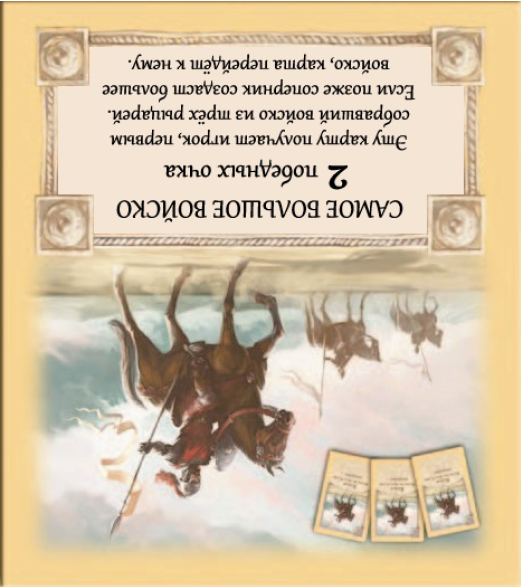 САМОЕ БОЛЬШОЕ ВОЙСКО
2 победных очка
Эту карту получает игрок, первым
собравший войско из трёх рыцарей.
Если позже соперник создаст большее
войско, карта перейдёт к нему.